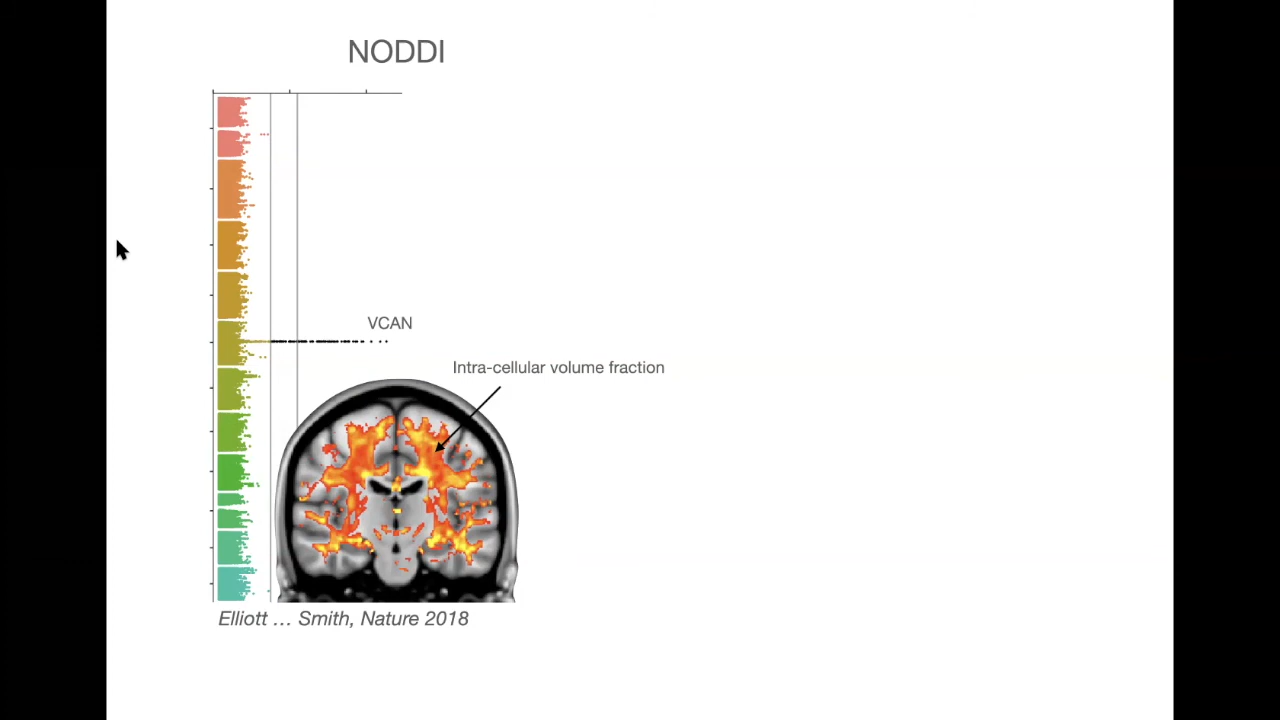 NODDI
VCAN
Intra-cellular volume fraction
Elliott … Smith, Nature 2018